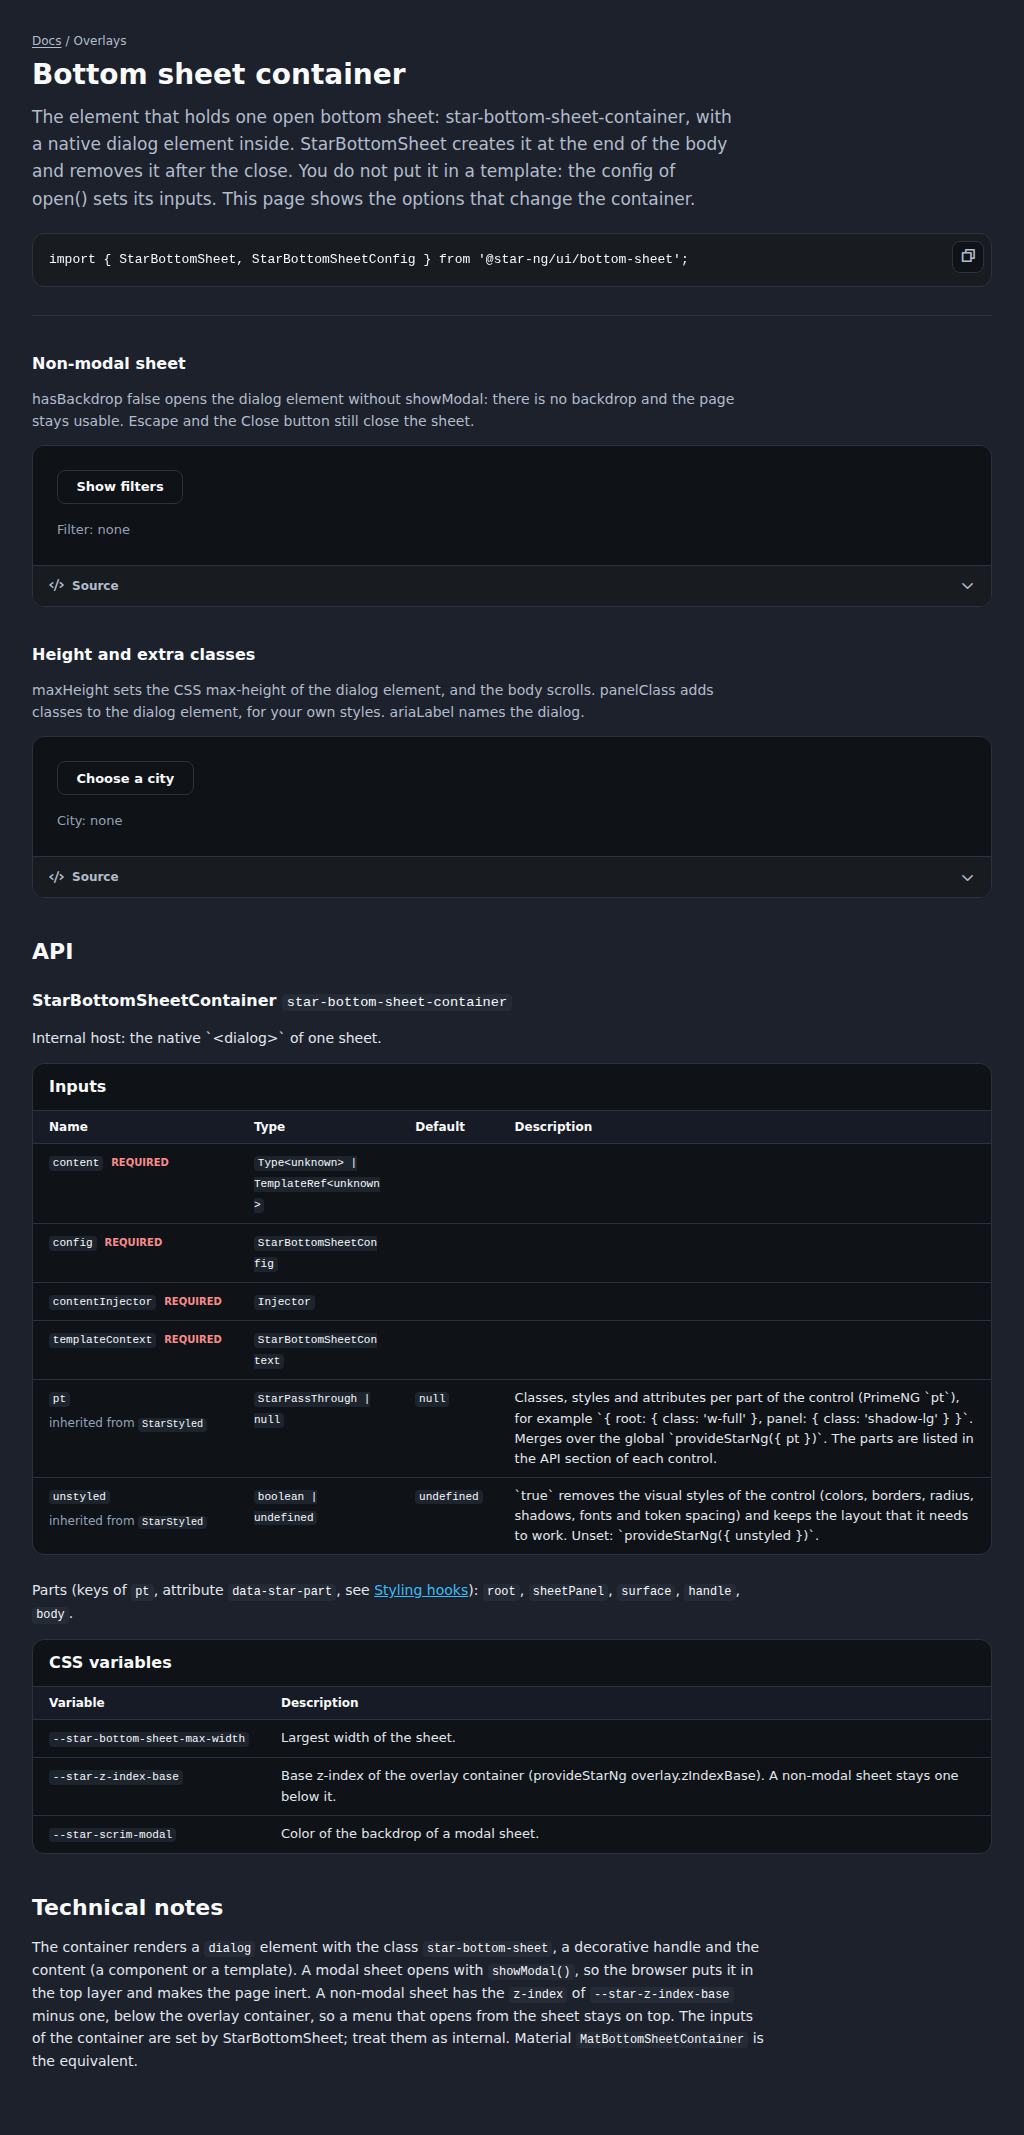 Docs / Overlays
Bottom sheet container
The element that holds one open bottom sheet: star-bottom-sheet-container, with
a native dialog element inside. StarBottomSheet creates it at the end of the body
and removes it after the close. You do not put it in a template: the config of
open() sets its inputs. This page shows the options that change the container.
import { StarBottomSheet, StarBottomSheetConfig } from '@star-ng/ui/bottom-sheet';
Non-modal sheet
hasBackdrop false opens the dialog element without showModal: there is no backdrop and the page
stays usable. Escape and the Close button still close the sheet.
Show filters
Filter: none
Source
Height and extra classes
maxHeight sets the CSS max-height of the dialog element, and the body scrolls. panelClass adds
classes to the dialog element, for your own styles. ariaLabel names the dialog.
Choose a city
City: none
Source
API
StarBottomSheetContainer star-bottom-sheet-container
Internal host: the native `<dialog>` of one sheet.
Inputs
Name Type Default Description
content REQUIRED Type<unknown> |
TemplateRef<unknown
>
config REQUIRED StarBottomSheetCon
fig
contentInjector REQUIRED Injector
templateContext REQUIRED StarBottomSheetCon
text
pt StarPassThrough | null Classes, styles and attributes per part of the control (PrimeNG `pt`),
inherited from StarStyled null for example `{ root: { class: 'w-full' }, panel: { class: 'shadow-lg' } }`.
Merges over the global `provideStarNg({ pt })`. The parts are listed in
the API section of each control.
unstyled boolean | undefined `true` removes the visual styles of the control (colors, borders, radius,
inherited from StarStyled undefined shadows, fonts and token spacing) and keeps the layout that it needs
to work. Unset: `provideStarNg({ unstyled })`.
Parts (keys of pt, attribute data-star-part, see Styling hooks): root, sheetPanel, surface, handle,
body.
CSS variables
Variable Description
--star-bottom-sheet-max-width Largest width of the sheet.
--star-z-index-base Base z-index of the overlay container (provideStarNg overlay.zIndexBase). A non-modal sheet stays one
below it.
--star-scrim-modal Color of the backdrop of a modal sheet.
Technical notes
The container renders a dialog element with the class star-bottom-sheet, a decorative handle and the
content (a component or a template). A modal sheet opens with showModal(), so the browser puts it in
the top layer and makes the page inert. A non-modal sheet has the z-index of --star-z-index-base
minus one, below the overlay container, so a menu that opens from the sheet stays on top. The inputs
of the container are set by StarBottomSheet; treat them as internal. Material MatBottomSheetContainer is
the equivalent.